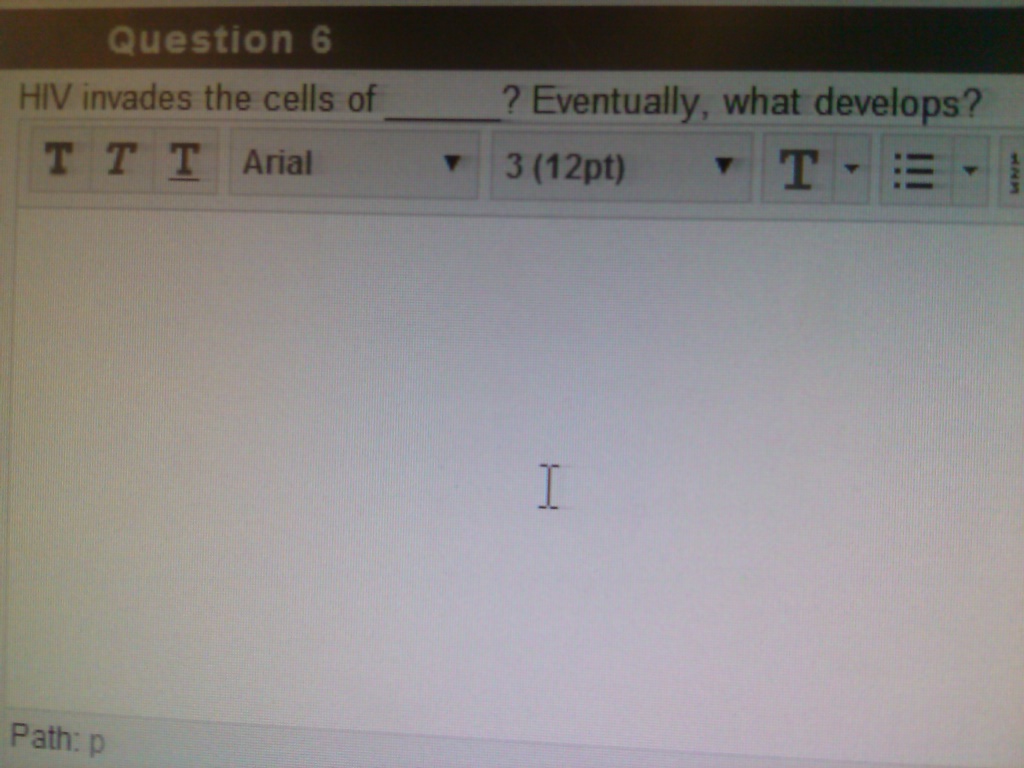 Question 6
HIV invades the cells of ______? Eventually, what develops?
T T T Arial 3 (12pt) T
Path: p